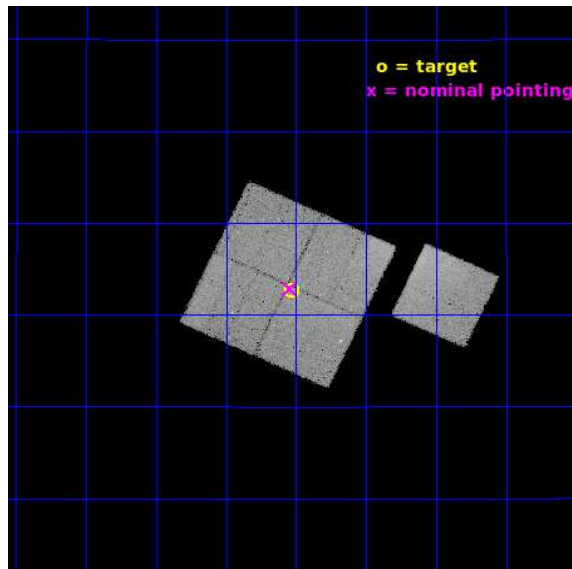 o = target
x = nominal pointing